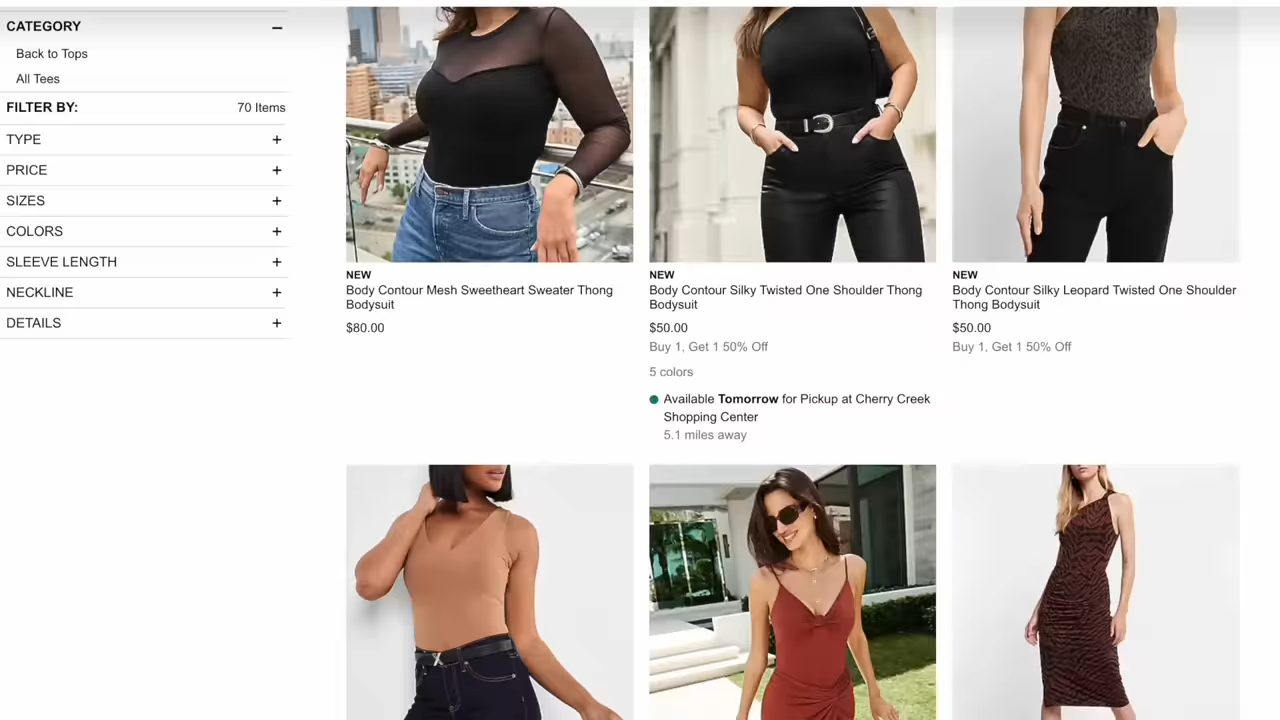 CATEGORY
Back to Tops
All Tees
FILTER BY:
70 Items
TYPE
PRICE
SIZES
COLORS
SLEEVE LENGTH
NECKLINE
DETAILS
NEW
Body Contour Mesh Sweetheart Sweater Thong
Bodysuit
$80.00
NEW
Body Contour Silky Twisted One Shoulder Thong
Bodysuit
$50.00
Buy 1, Get 1 50% Off
5 colors
Available Tomorrow for Pickup at Cherry Creek
Shopping Center
5.1 miles away
NEW
Body Contour Silky Leopard Twisted One Shoulder
Thong Bodysuit
$50.00
Buy 1, Get 1 50% Off